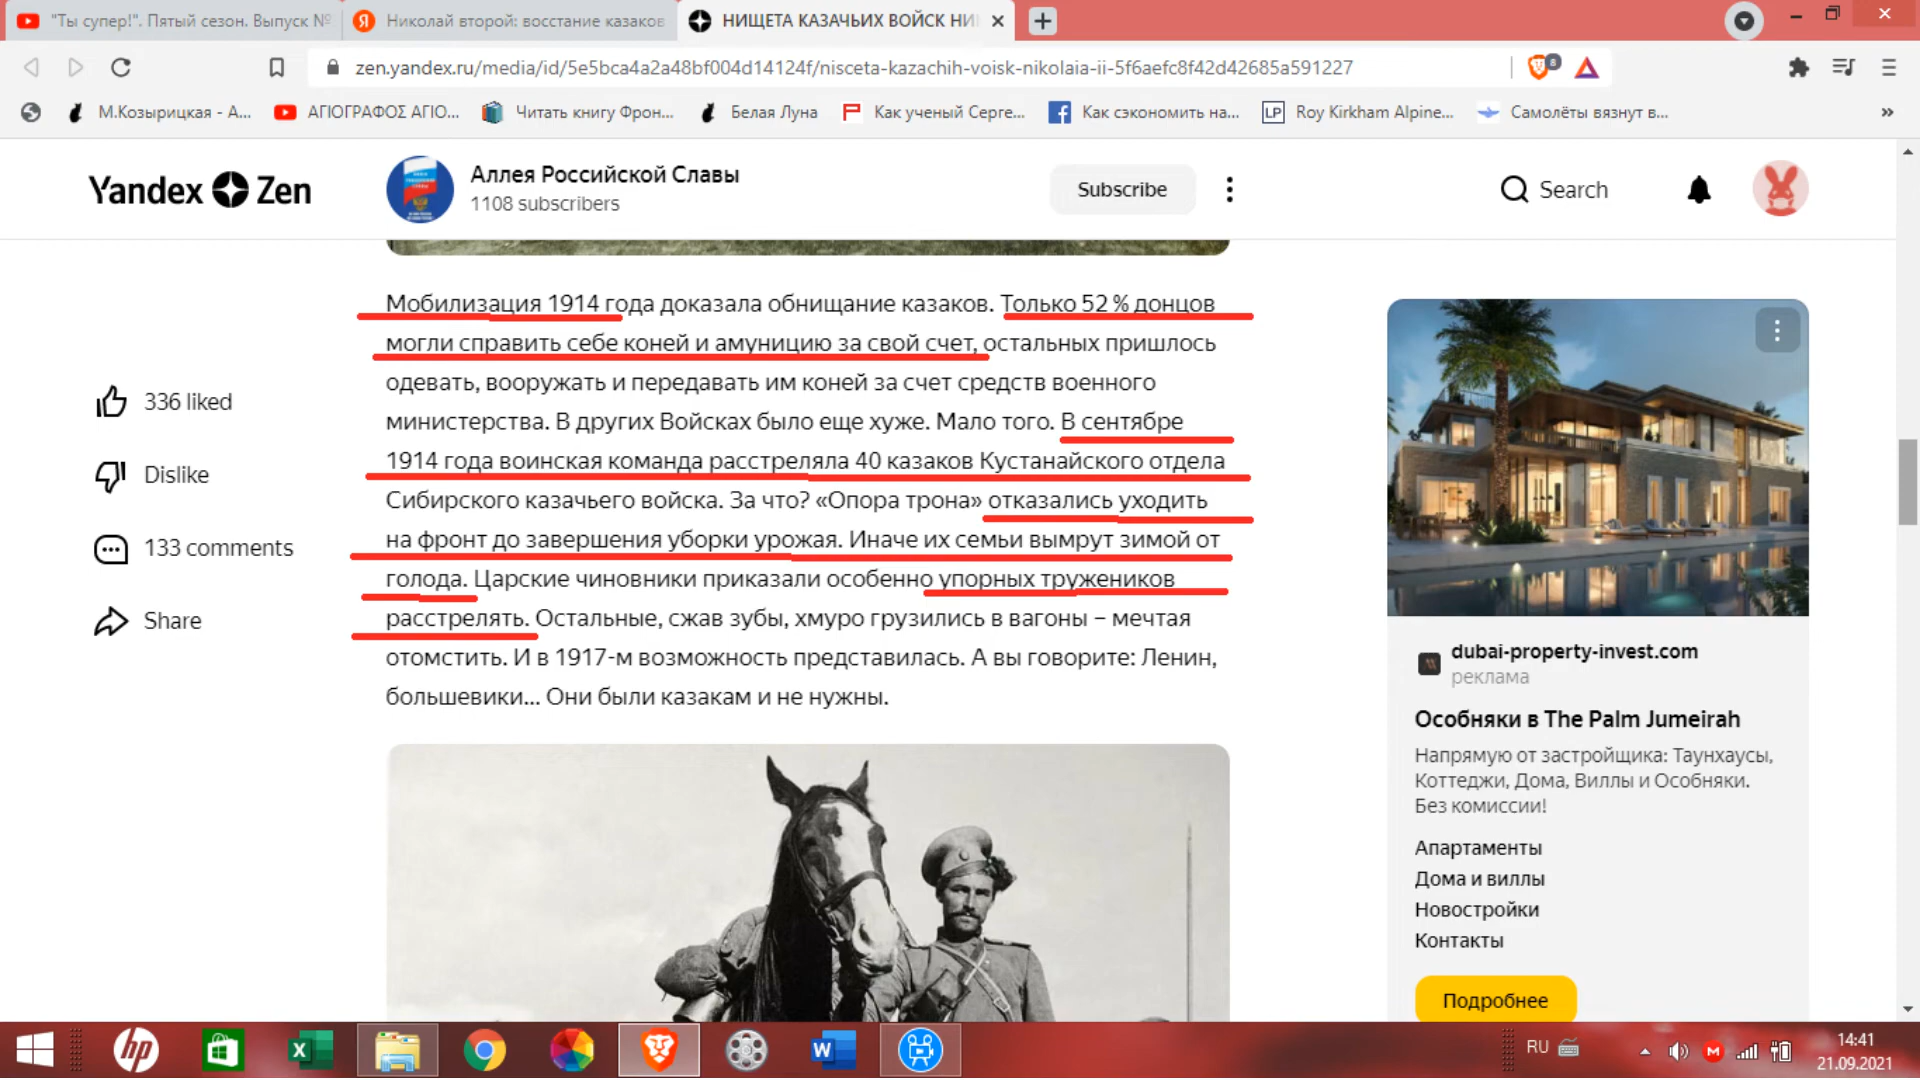 "Ты супер!". Пятый сезон. Выпуск №
Николай второй: восстание казаков
НИЩЕТА КАЗАЧЬИХ ВОЙСК НИ
zen.yandex.ru/media/id/5e5bca4a2a48bf004d14124f/nisceta-kazachih-voisk-nikolaia-ii-5f6aefc8f42d42685a591227
8
М.Козырицкая - А...
ΑΓΙΟΓΡΑΦΟΣ ΑΓΙΟ...
Читать книгу Фрон...
Белая Луна
Как ученый Серге...
Как сэкономить на...
LP
Roy Kirkham Alpine...
Самолёты вязнут в...
»
Yandex Zen
Аллея Российской Славы
1108 subscribers
Subscribe
Search
336 liked
Dislike
133 comments
Share
Мобилизация 1914 года доказала обнищание казаков. Только 52 % донцов
могли справить себе коней и амуницию за свой счет, остальных пришлось
одевать, вооружать и передавать им коней за счет средств военного
министерства. В других Войсках было еще хуже. Мало того. В сентябре
1914 года воинская команда расстреляла 40 казаков Кустанайского отдела
Сибирского казачьего войска. За что? «Опора трона» отказались уходить
на фронт до завершения уборки урожая. Иначе их семьи вымрут зимой от
голода. Царские чиновники приказали особенно упорных тружеников
расстрелять. Остальные, сжав зубы, хмуро грузились в вагоны – мечтая
отомстить. И в 1917-м возможность представилась. А вы говорите: Ленин,
большевики... Они были казакам и не нужны.
dubai-property-invest.com
реклама
Особняки в The Palm Jumeirah
Напрямую от застройщика: Таунхаусы,
Коттеджи, Дома, Виллы и Особняки.
Без комиссии!
Апартаменты
Дома и виллы
Новостройки
Контакты
Подробнее
hp
RU
14:41
21.09.2021